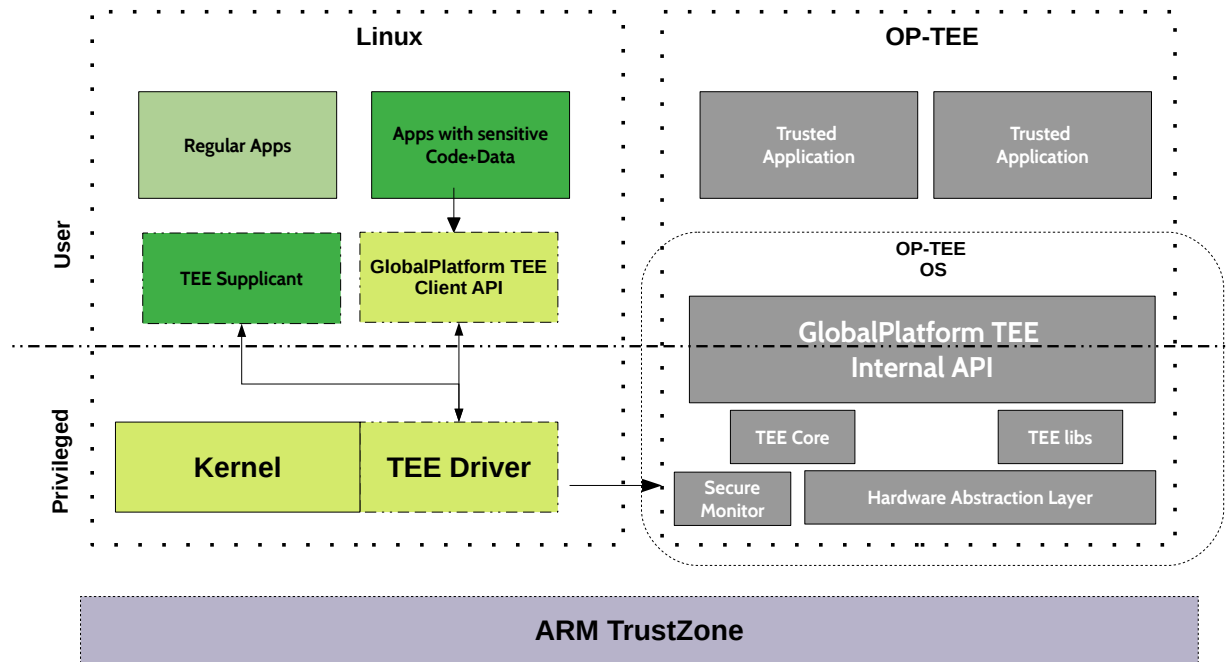 Linux
OP-TEE
Regular Apps
Apps with sensitive
Code+Data
Trusted
Application
Trusted
Application
User
TEE Supplicant
GlobalPlatform TEE
Client API
OP-TEE
OS
GlobalPlatform TEE
Internal API
Privileged
Kernel
TEE Driver
TEE Core
TEE libs
Secure
Monitor
Hardware Abstraction Layer
ARM TrustZone